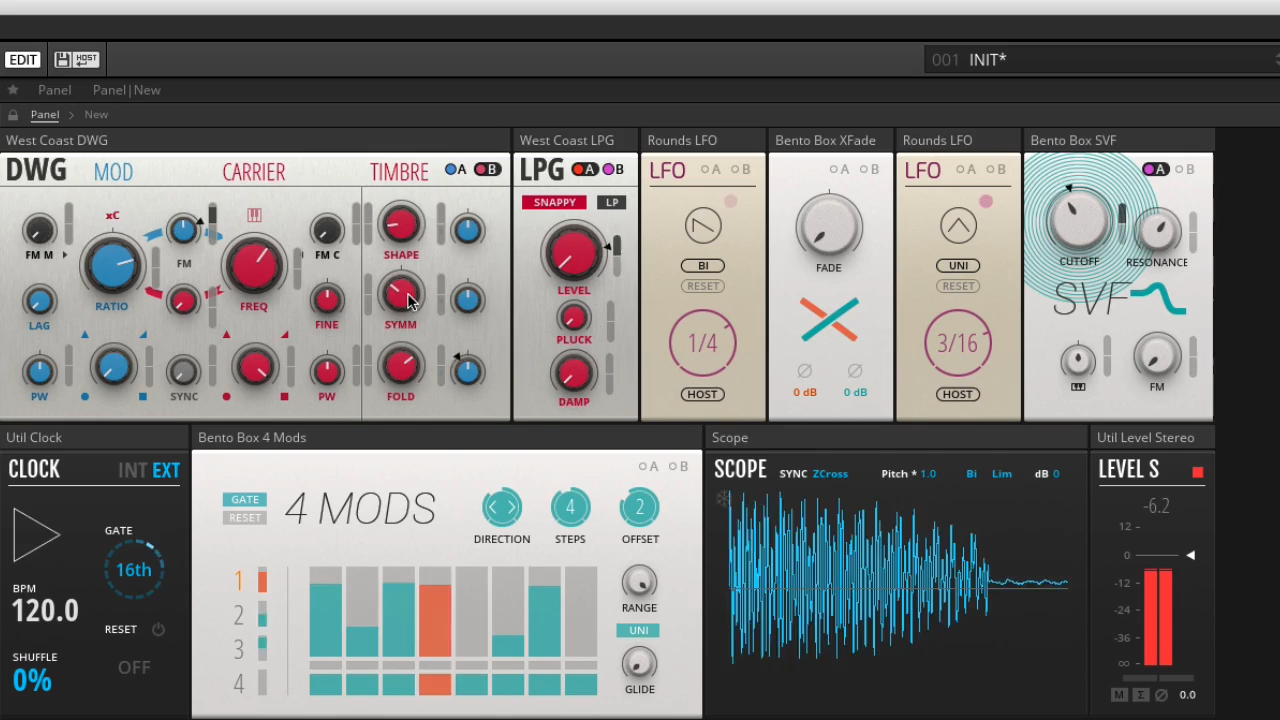 EDIT
HOST
001 INIT*
Panel Panel|New
Panel > New
West Coast DWG
West Coast LPG
Rounds LFO
Bento Box XFade
Rounds LFO
Bento Box SVF
DWG MOD CARRIER TIMBRE A B
LPG A B
LFO A B
A B
LFO A B
A B
xC
SNAPPY LP
FM M
FM
FM C
SHAPE
RATIO
FREQ
LAG
FINE
SYMM
PW
SYNC
PW
FOLD
LEVEL
PLUCK
DAMP
BI
RESET
1/4
HOST
FADE
0 dB 0 dB
UNI
RESET
3/16
HOST
CUTOFF
RESONANCE
SVF
FM
Util Clock
Bento Box 4 Mods
Scope
Util Level Stereo
CLOCK INT EXT
GATE
16th
BPM
120.0
RESET
SHUFFLE
0%
OFF
A B
GATE
RESET
4 MODS
DIRECTION
4
STEPS
2
OFFSET
1
2
3
4
RANGE
UNI
GLIDE
SCOPE SYNC ZCross Pitch * 1.0 Bi Lim dB 0
LEVEL S
-6.2
12
0
-12
-24
-36
∞
M Σ 0.0